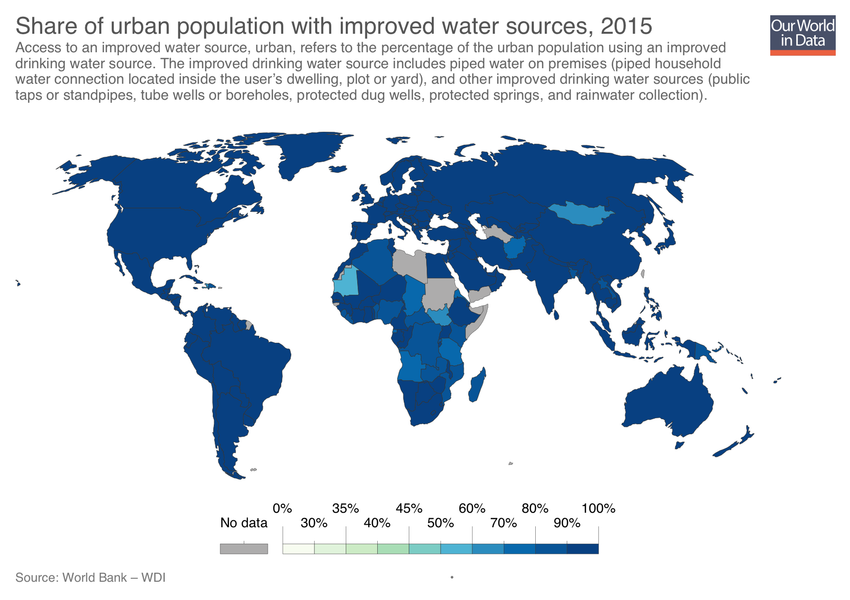 Share of urban population with improved water sources, 2015
Our World
in Data
Access to an improved water source, urban, refers to the percentage of the urban population using an improved
drinking water source. The improved drinking water source includes piped water on premises (piped household
water connection located inside the user's dwelling, plot or yard), and other improved drinking water sources (public
taps or standpipes, tube wells or boreholes, protected dug wells, protected springs, and rainwater collection).
0% 35% 45% 60% 80% 100%
No data 30% 40% 50% 70% 90%
Source: World Bank – WDI